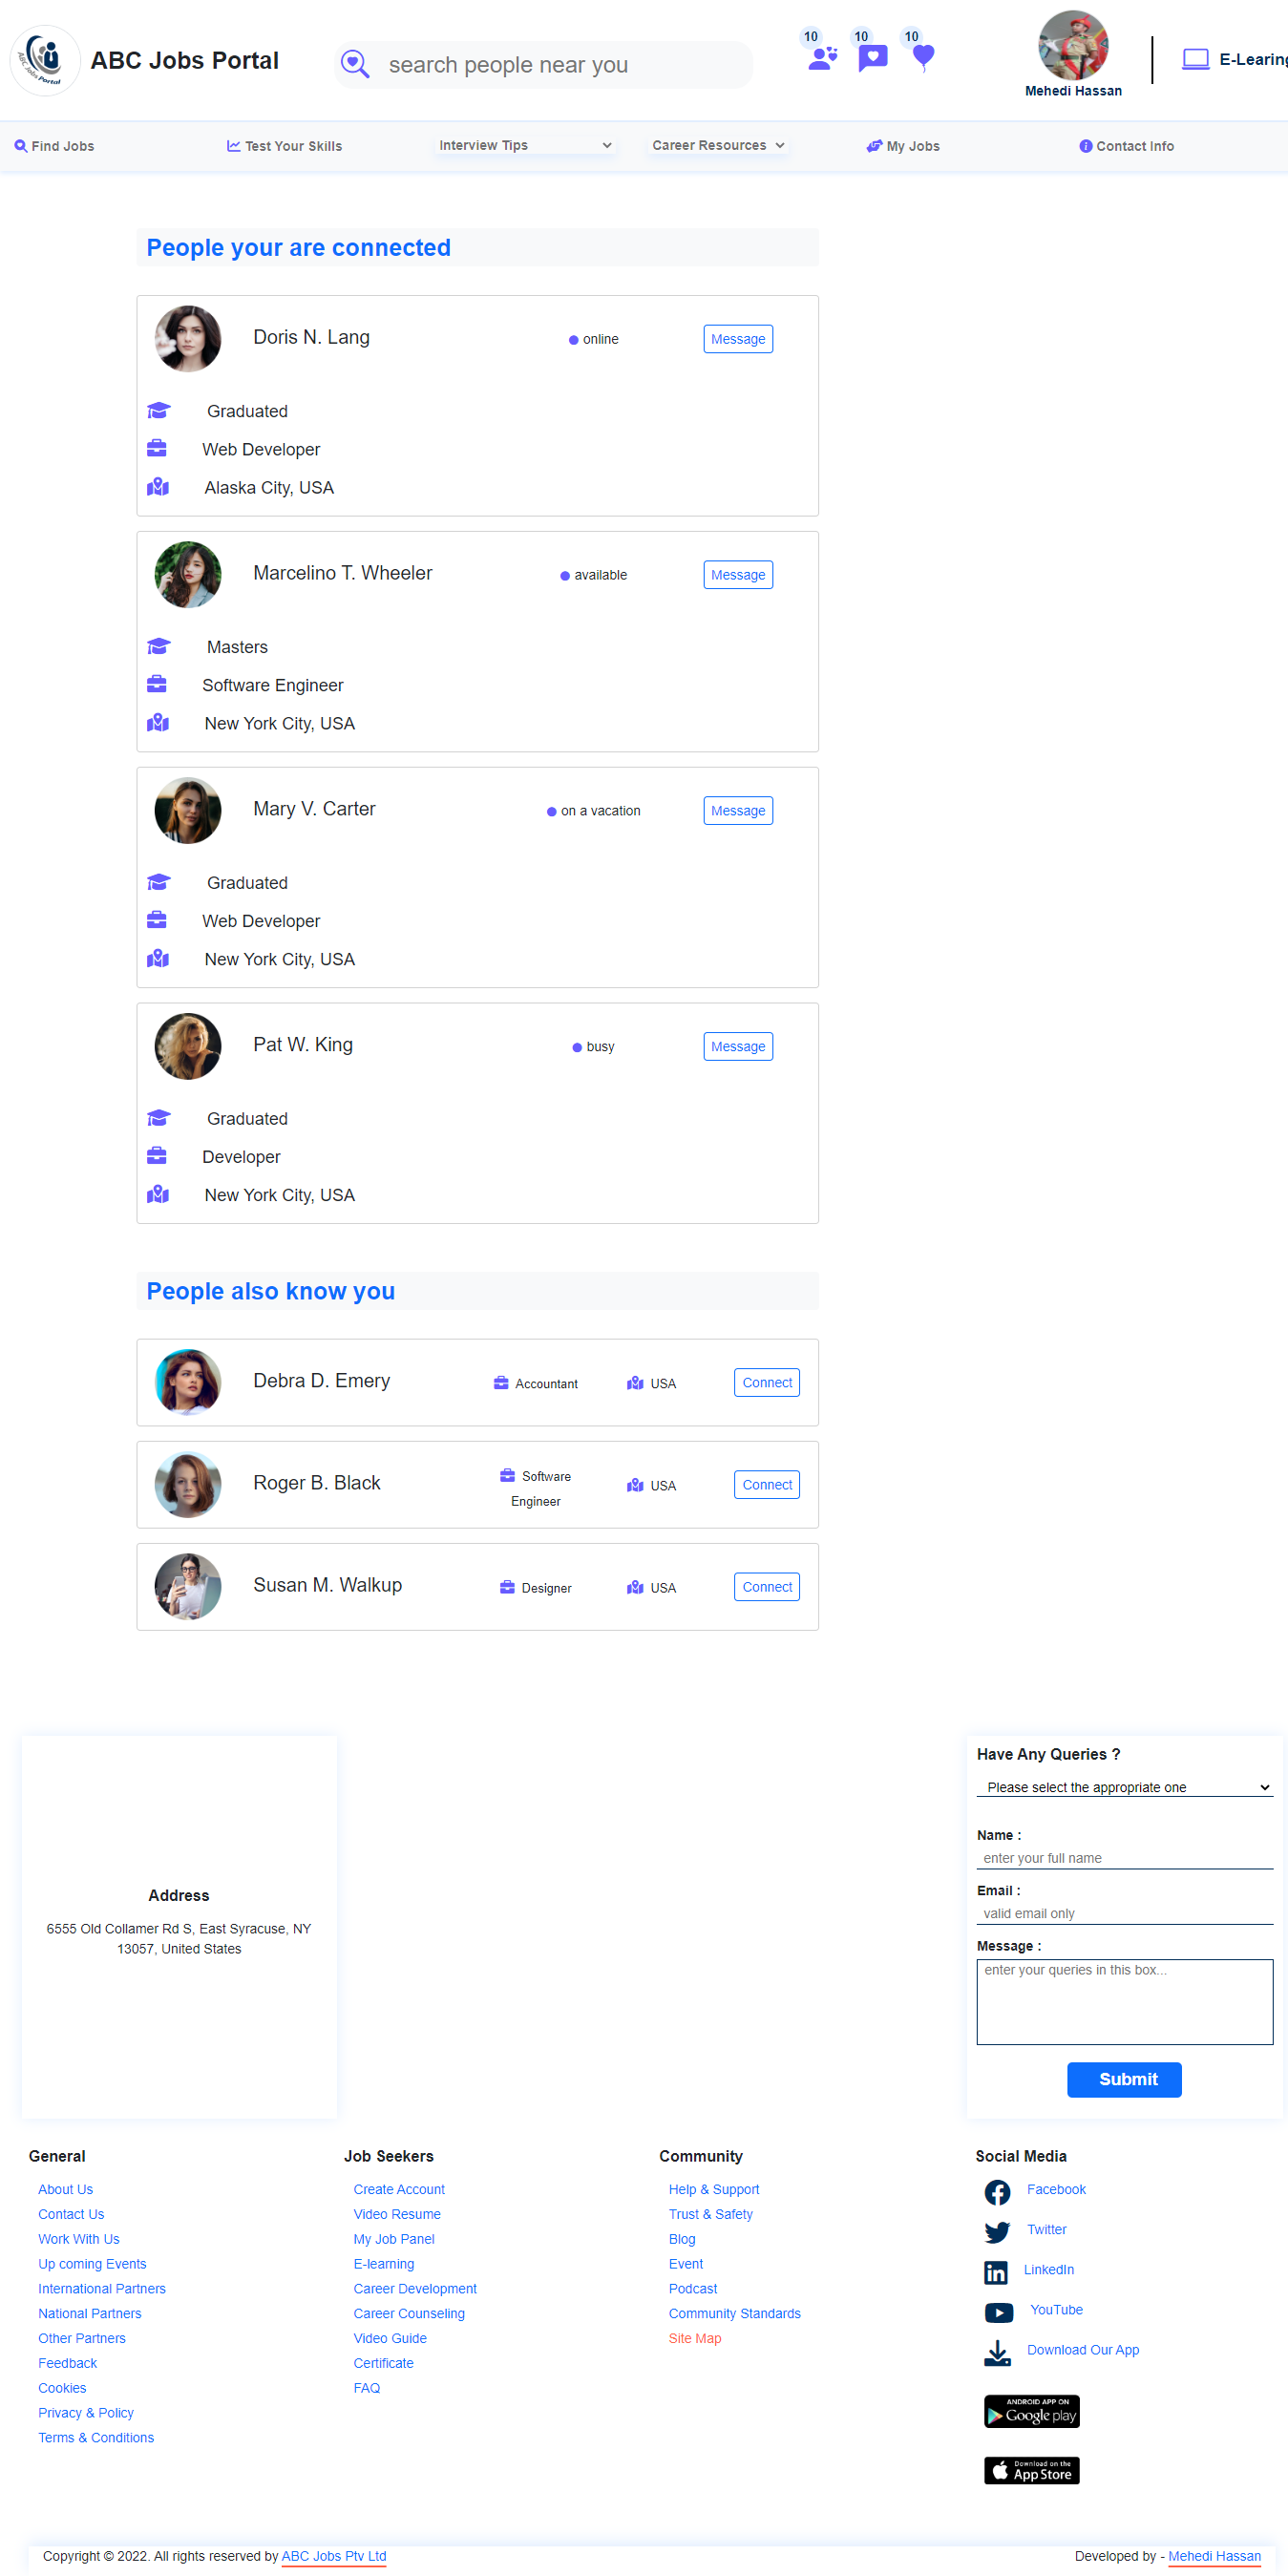 ABC Jobs Portal
ABC Jobs Portal
search people near you
10
10
10
Mehedi Hassan
E-Learing
Find Jobs
Test Your Skills
Interview Tips
Career Resources
My Jobs
Contact Info
People your are connected
Doris N. Lang
online
Message
Graduated
Web Developer
Alaska City, USA
Marcelino T. Wheeler
available
Message
Masters
Software Engineer
New York City, USA
Mary V. Carter
on a vacation
Message
Graduated
Web Developer
New York City, USA
Pat W. King
busy
Message
Graduated
Developer
New York City, USA
People also know you
Debra D. Emery
Accountant
USA
Connect
Roger B. Black
Software
Engineer
USA
Connect
Susan M. Walkup
Designer
USA
Connect
Address
6555 Old Collamer Rd S, East Syracuse, NY
13057, United States
Have Any Queries ?
Please select the appropriate one
Name :
enter your full name
Email :
valid email only
Message :
enter your queries in this box...
Submit
General
About Us
Contact Us
Work With Us
Up coming Events
International Partners
National Partners
Other Partners
Feedback
Cookies
Privacy & Policy
Terms & Conditions
Job Seekers
Create Account
Video Resume
My Job Panel
E-learning
Career Development
Career Counseling
Video Guide
Certificate
FAQ
Community
Help & Support
Trust & Safety
Blog
Event
Podcast
Community Standards
Site Map
Social Media
Facebook
Twitter
LinkedIn
YouTube
Download Our App
ANDROID APP ON
Google play
Download on the
App Store
Copyright © 2022. All rights reserved by ABC Jobs Ptv Ltd
Developed by - Mehedi Hassan